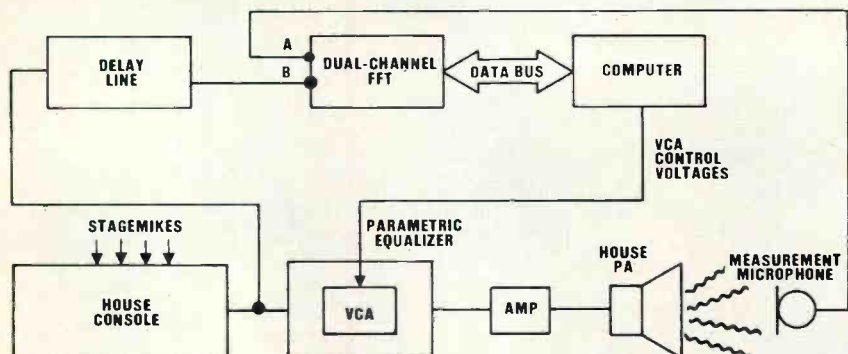 A
B
DELAY
LINE
DUAL-CHANNEL
FFT
DATA BUS
COMPUTER
VCA
CONTROL
VOLTAGES
STAGEMIKES
PARAMETRIC
EQUALIZER
HOUSE
PA
MEASUREMENT
MICROPHONE
HOUSE
CONSOLE
VCA
AMP